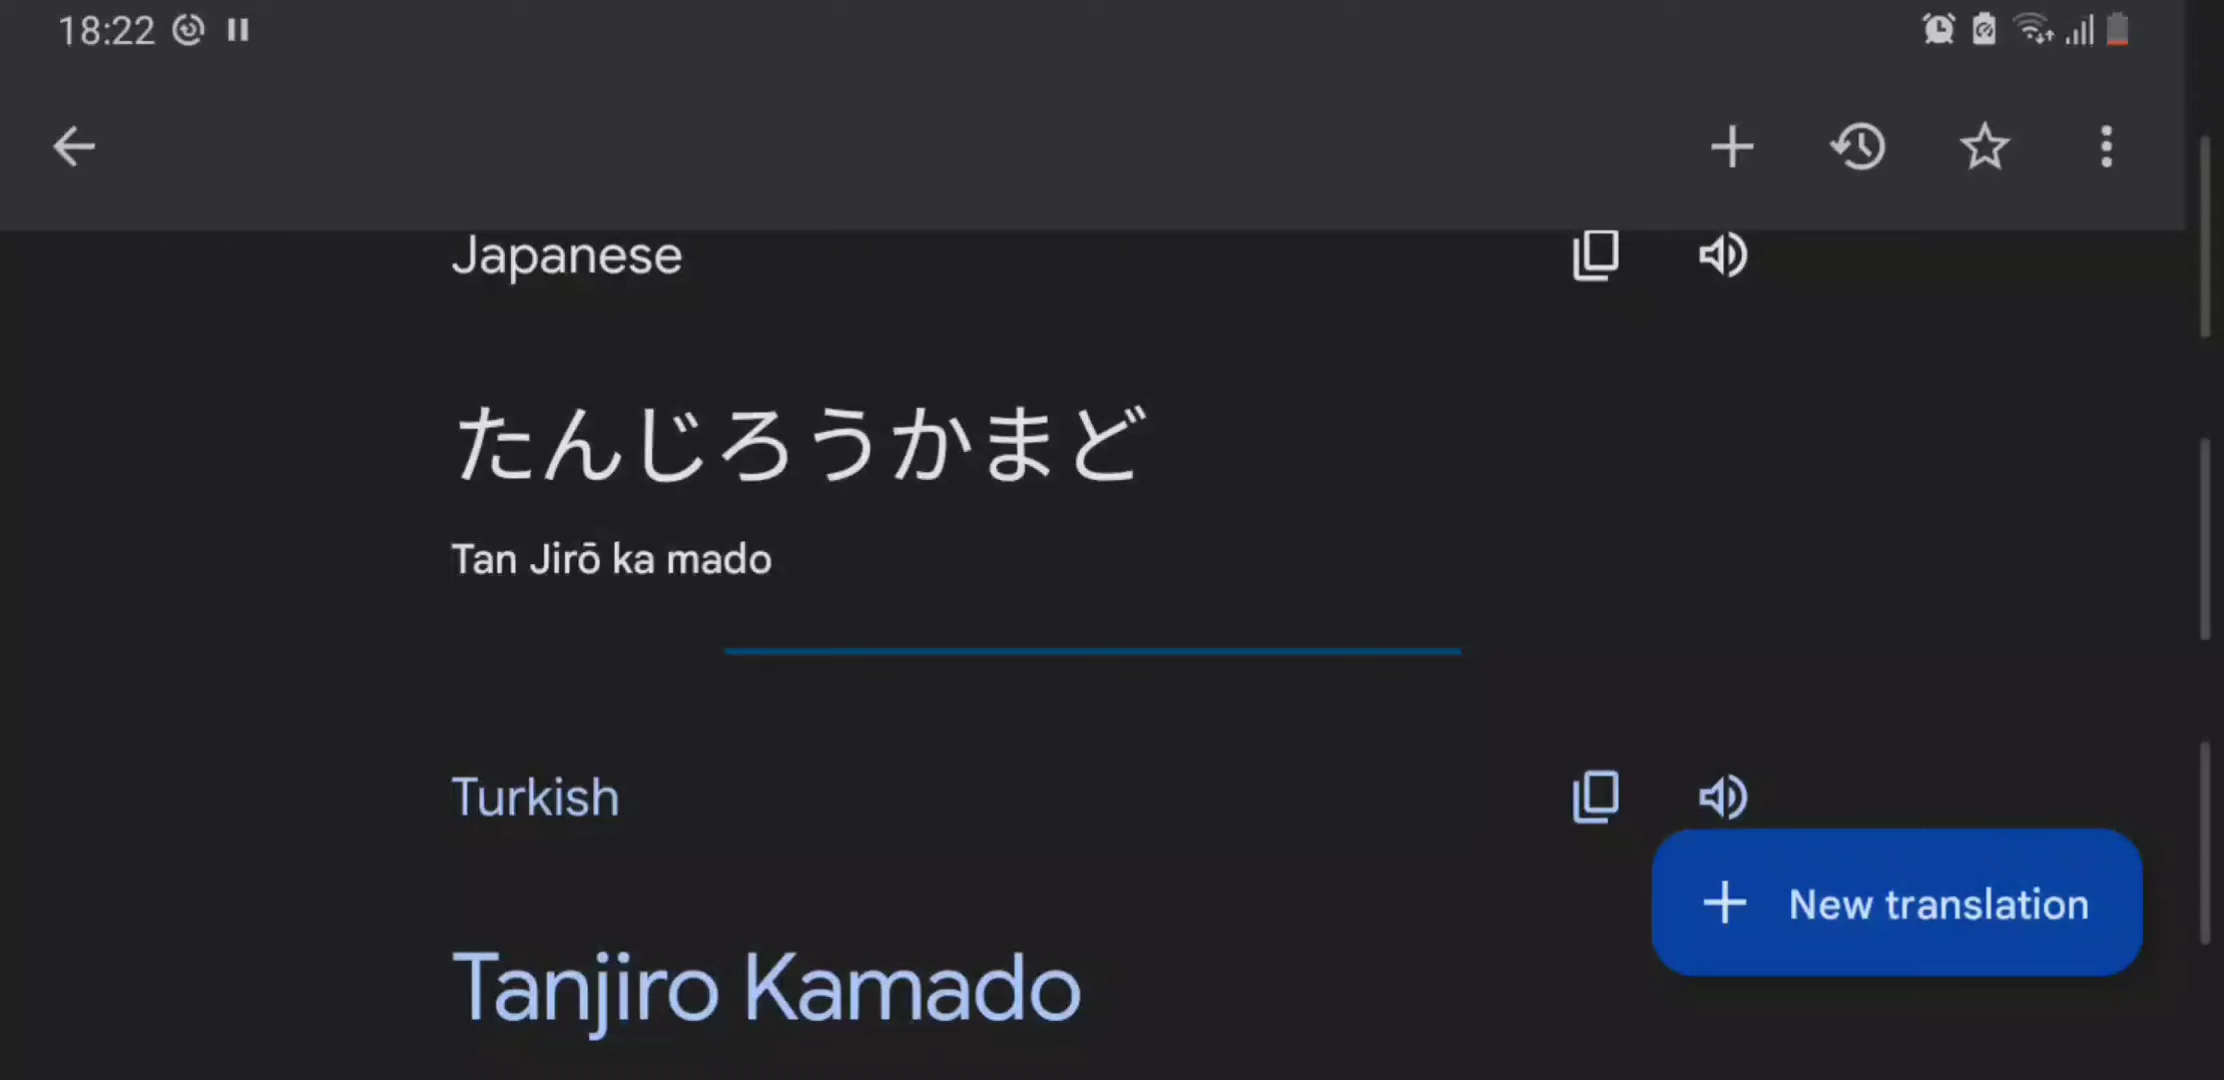 18:22
Japanese
たんじろうかまど
Tan Jirō ka mado
Turkish
New translation
Tanjiro Kamado